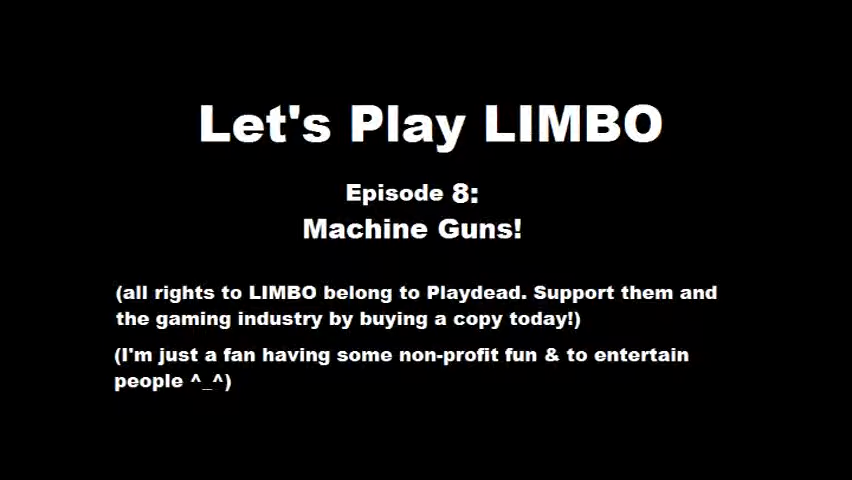 Let's Play LIMBO
Episode 8:
Machine Guns!
(all rights to LIMBO belong to Playdead. Support them and
the gaming industry by buying a copy today!)
(I'm just a fan having some non-profit fun & to entertain
people ^_^)